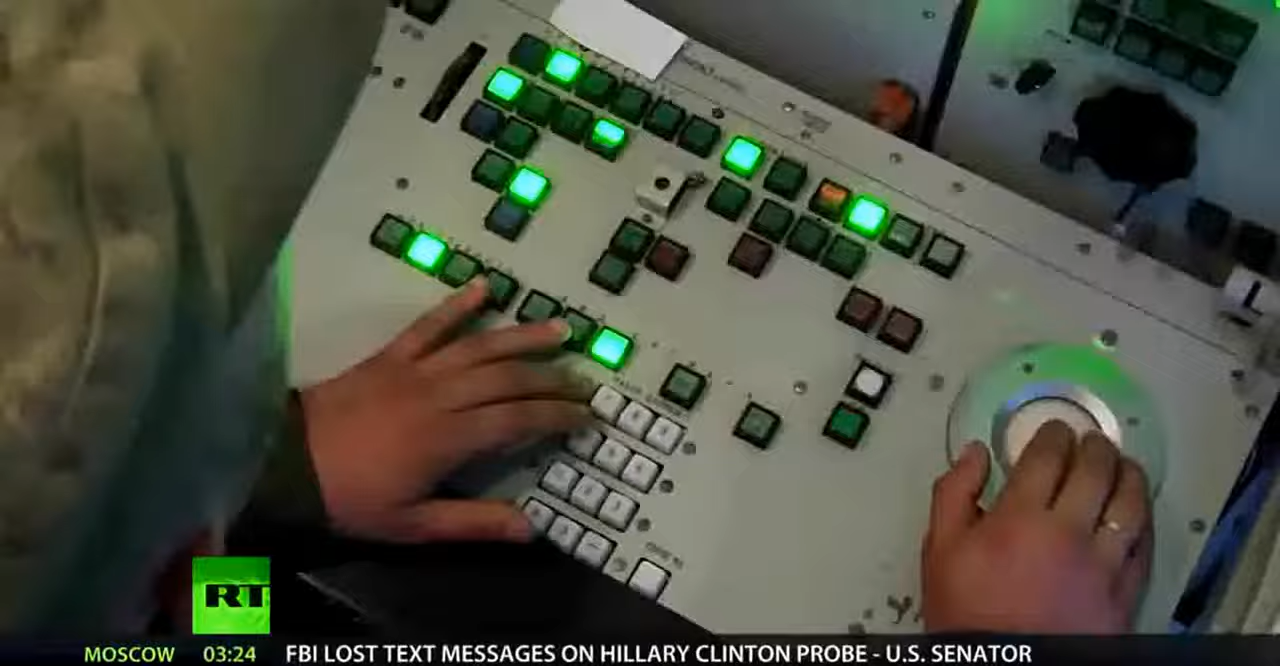 RT
MOSCOW 03:24 FBI LOST TEXT MESSAGES ON HILLARY CLINTON PROBE - U.S. SENATOR